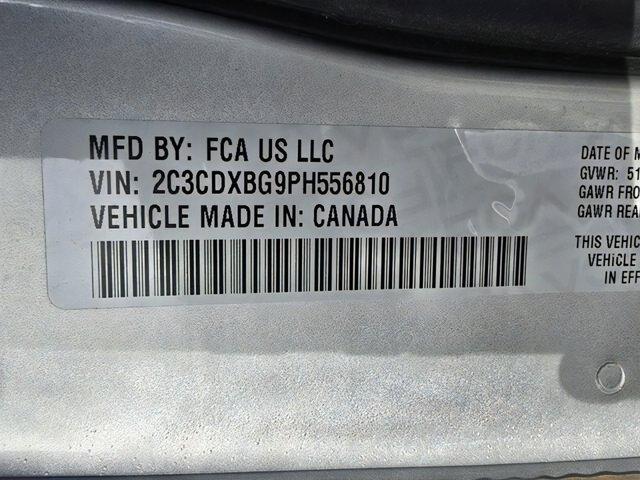 MFD BY: FCA US LLC
VIN: 2C3CDXBG9PH556810
VEHICLE MADE IN: CANADA
DATE OF M
GVWR: 51
GAWR FRO
GAWR REA
THIS VEHIC
VEHICLE
IN EFF